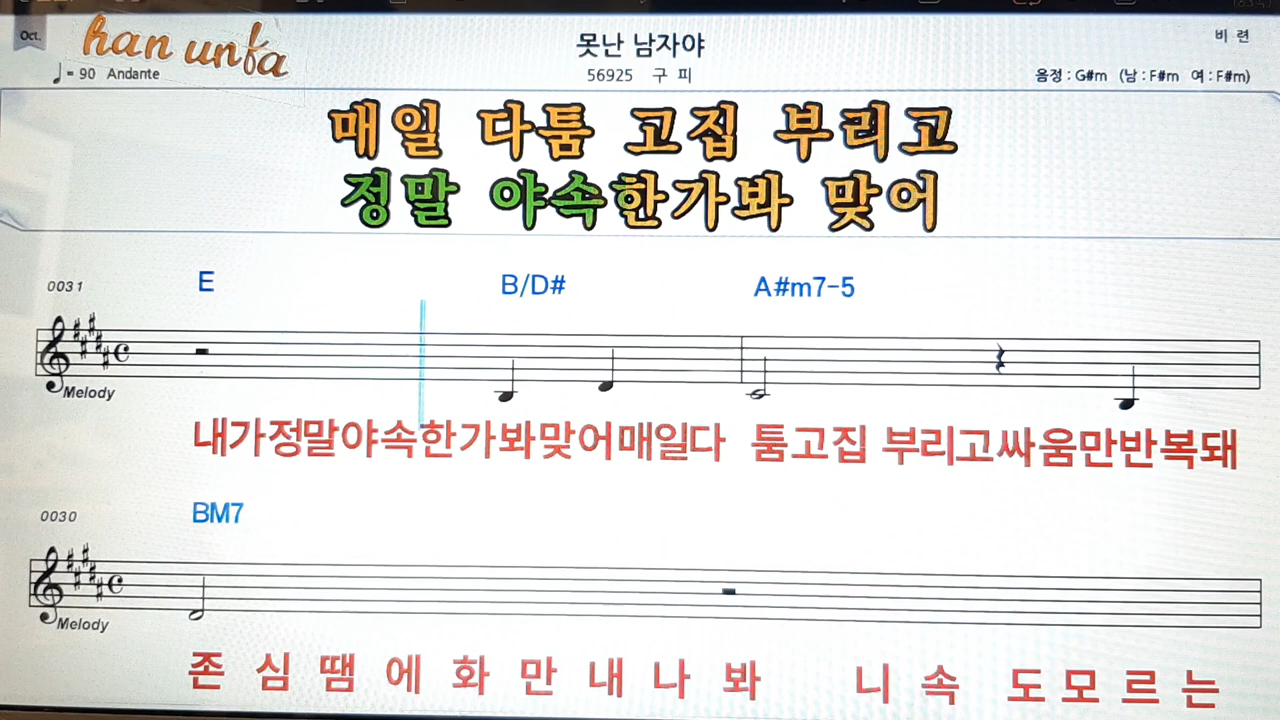 Oct.
han unfa
못난 남자야
비 련
♩= 90 Andante
56925 구 피
음정 : G#m (남 : F#m 여 : F#m)
매일 다툼 고집 부리고
정말 야속한가봐 맞어
0031
E B/D# A#m7-5
Melody
내가정말야속한가봐맞어매일다 툼고집 부리고싸움만반복돼
0030
BM7
Melody
존 심 땜 에 화 만 내 나 봐 니 속 도모르는